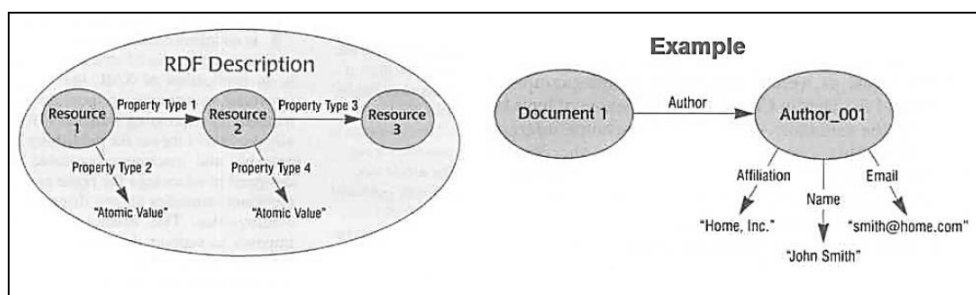 RDF Description
Resource
1
Property Type 1
Resource
2
Property Type 3
Resource
3
Property Type 2
Property Type 4
"Atomic Value"
"Atomic Value"
Example
Document 1
Author
Author_001
Affiliation
Name
Email
"Home, Inc."
"John Smith"
"smith@home.com"